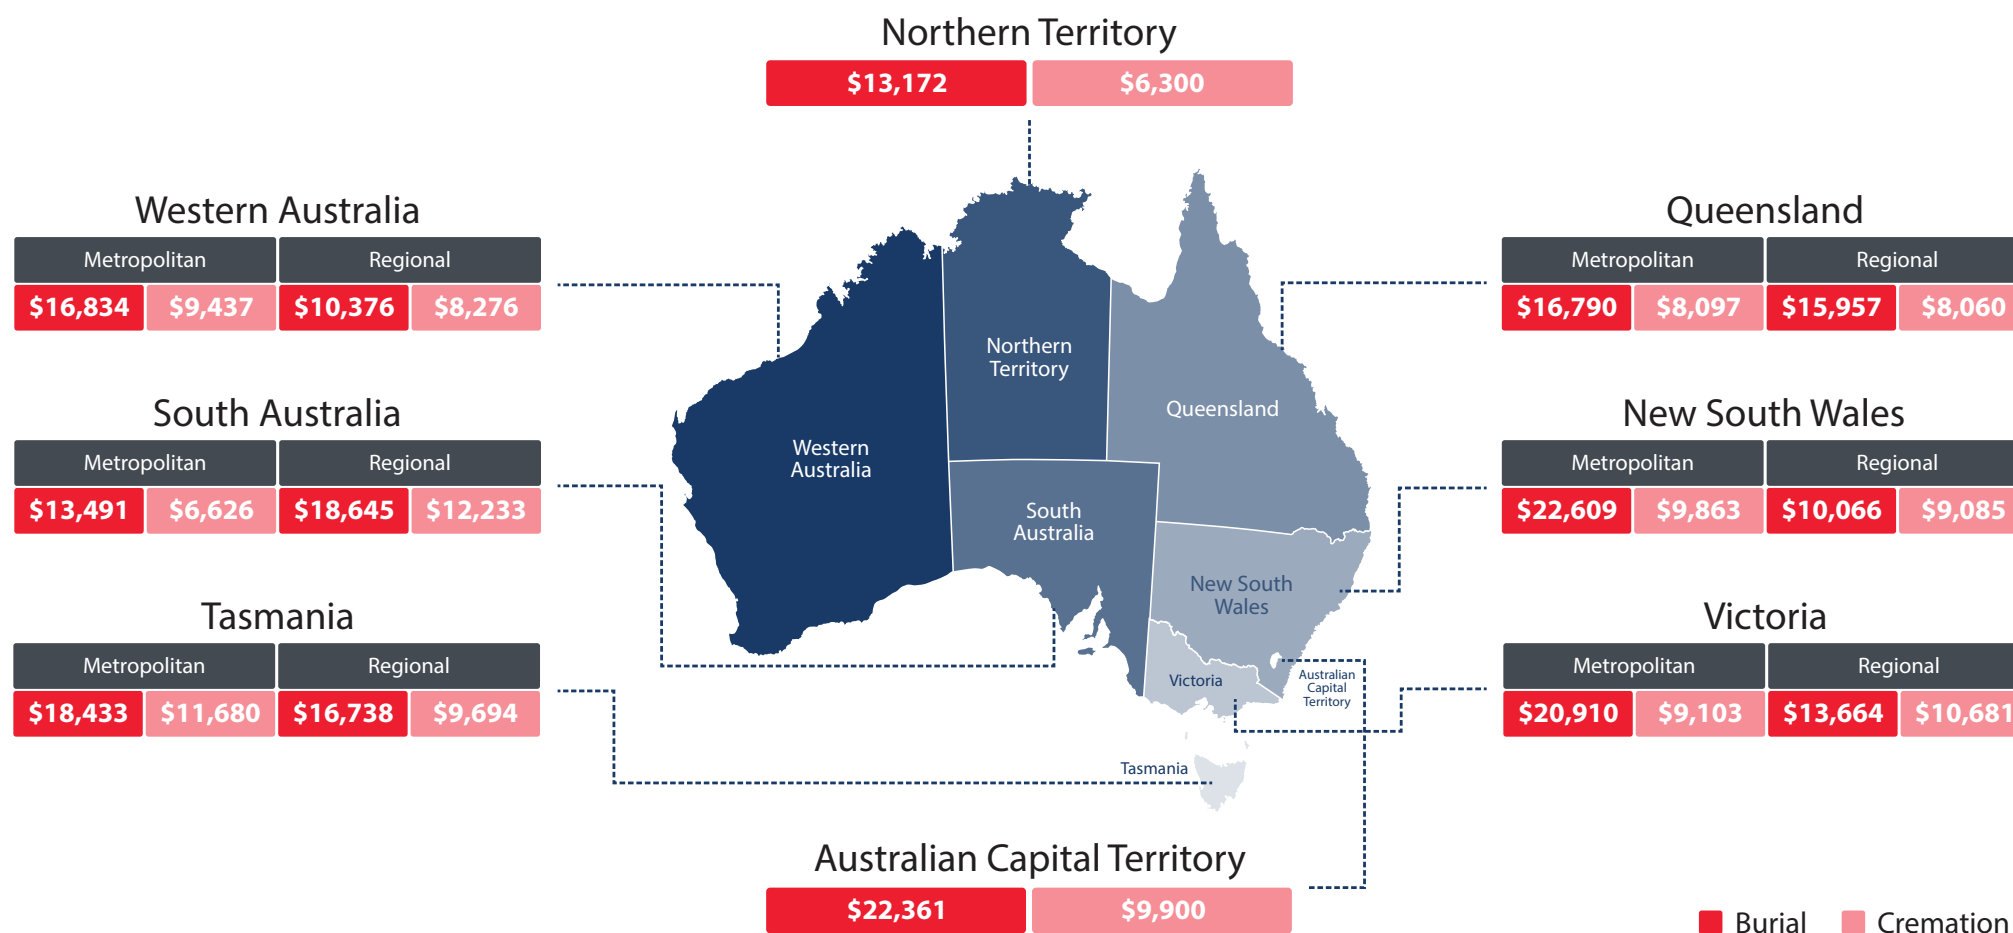 Northern Territory
$13,172 $6,300
Western Australia
Metropolitan Regional
$16,834 $9,437 $10,376 $8,276
South Australia
Metropolitan Regional
$13,491 $6,626 $18,645 $12,233
Tasmania
Metropolitan Regional
$18,433 $11,680 $16,738 $9,694
Northern
Territory
Queensland
Western
Australia
South
Australia
New South
Wales
Victoria
Australian
Capital
Territory
Tasmania
Queensland
Metropolitan Regional
$16,790 $8,097 $15,957 $8,060
New South Wales
Metropolitan Regional
$22,609 $9,863 $10,066 $9,085
Victoria
Metropolitan Regional
$20,910 $9,103 $13,664 $10,681
Australian Capital Territory
$22,361 $9,900
Burial Cremation